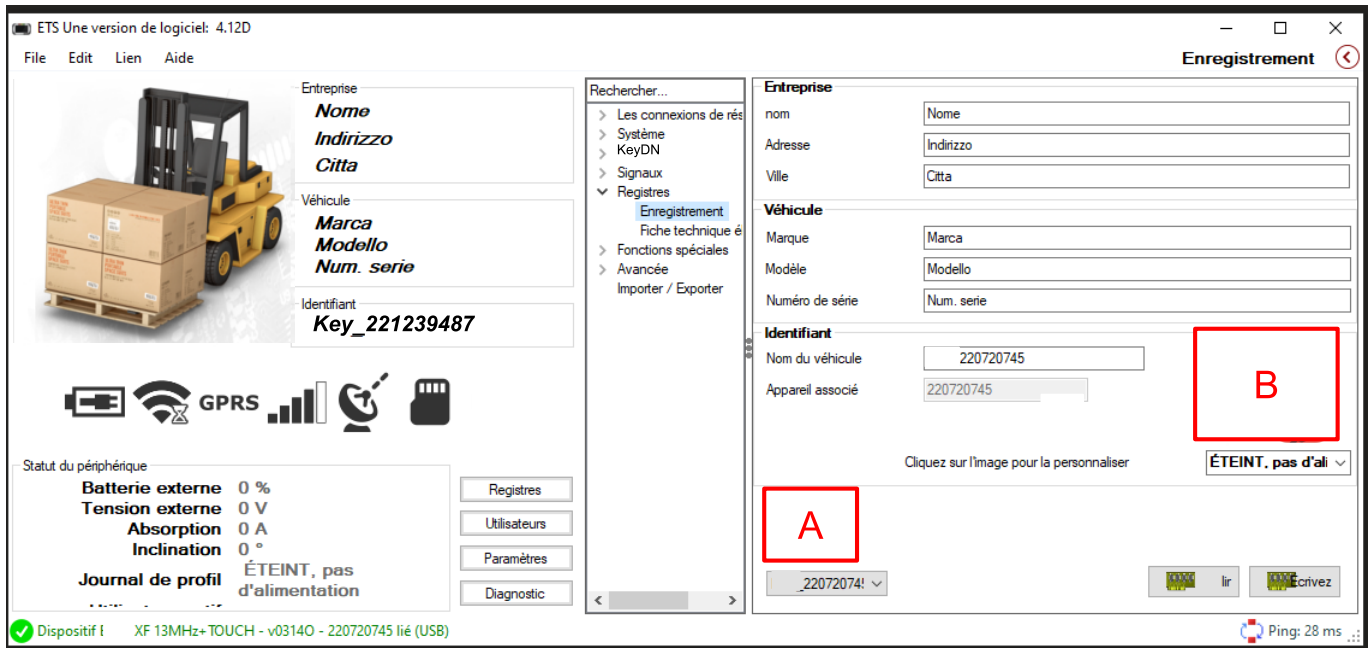 ETS Une version de logiciel: 4.12D
File Edit Lien Aide
Enregistrement
Entreprise
Nome
Indirizzo
Citta
Véhicule
Marca
Modello
Num. serie
Identifiant
Key_221239487
GPRS
Statut du périphérique
Batterie externe 0 %
Tension externe 0 V
Absorption 0 A
Inclination 0 °
Journal de profil ÉTEINT, pas
d'alimentation
Registres
Utilisateurs
Paramètres
Diagnostic
Rechercher...
Les connexions de rés
Système
KeyDN
Signaux
Registres
Enregistrement
Fiche technique é
Fonctions spéciales
Avancée
Importer / Exporter
Entreprise
nom Nome
Adresse Indirizzo
Ville Citta
Véhicule
Marque Marca
Modèle Modello
Numéro de série Num. serie
Identifiant
Nom du véhicule 220720745
Appareil associé 220720745
B
Cliquez sur l'image pour la personnaliser
ÉTEINT, pas d'ali
A
_22072074!
lir
Écrivez
Dispositif XF 13MHz+TOUCH - v0314O - 220720745 lié (USB)
Ping: 28 ms